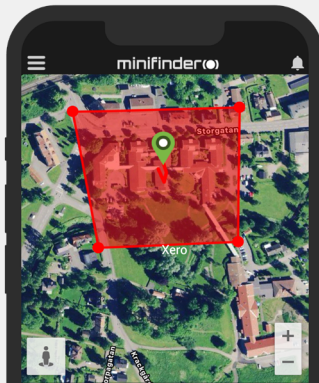 minifinder
Storgatan
Xero
+
−